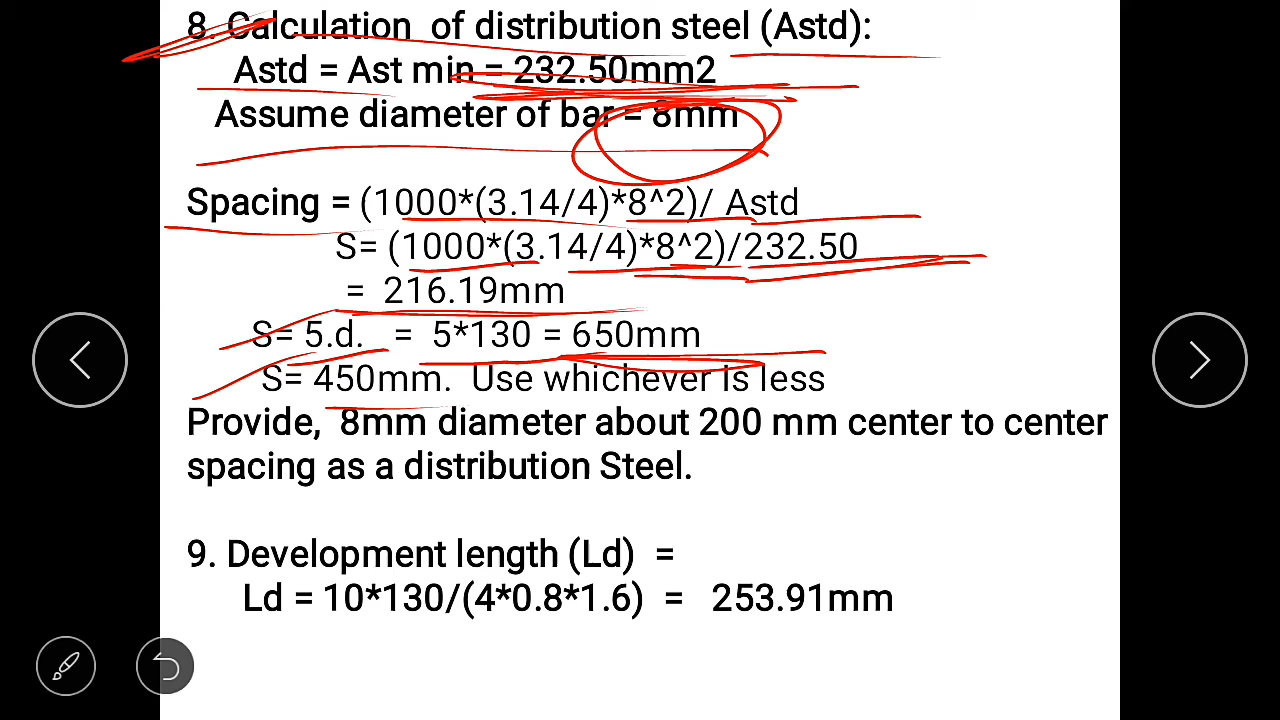 8. Calculation of distribution steel (Astd):
Astd = Ast min = 232.50mm2
Assume diameter of bar = 8mm
Spacing = (1000*(3.14/4)*8^2)/ Astd
S= (1000*(3.14/4)*8^2)/232.50
= 216.19mm
S= 5.d. = 5*130 = 650mm
S= 450mm. Use whichever is less
Provide, 8mm diameter about 200 mm center to center
spacing as a distribution Steel.
9. Development length (Ld) =
Ld = 10*130/(4*0.8*1.6) = 253.91mm